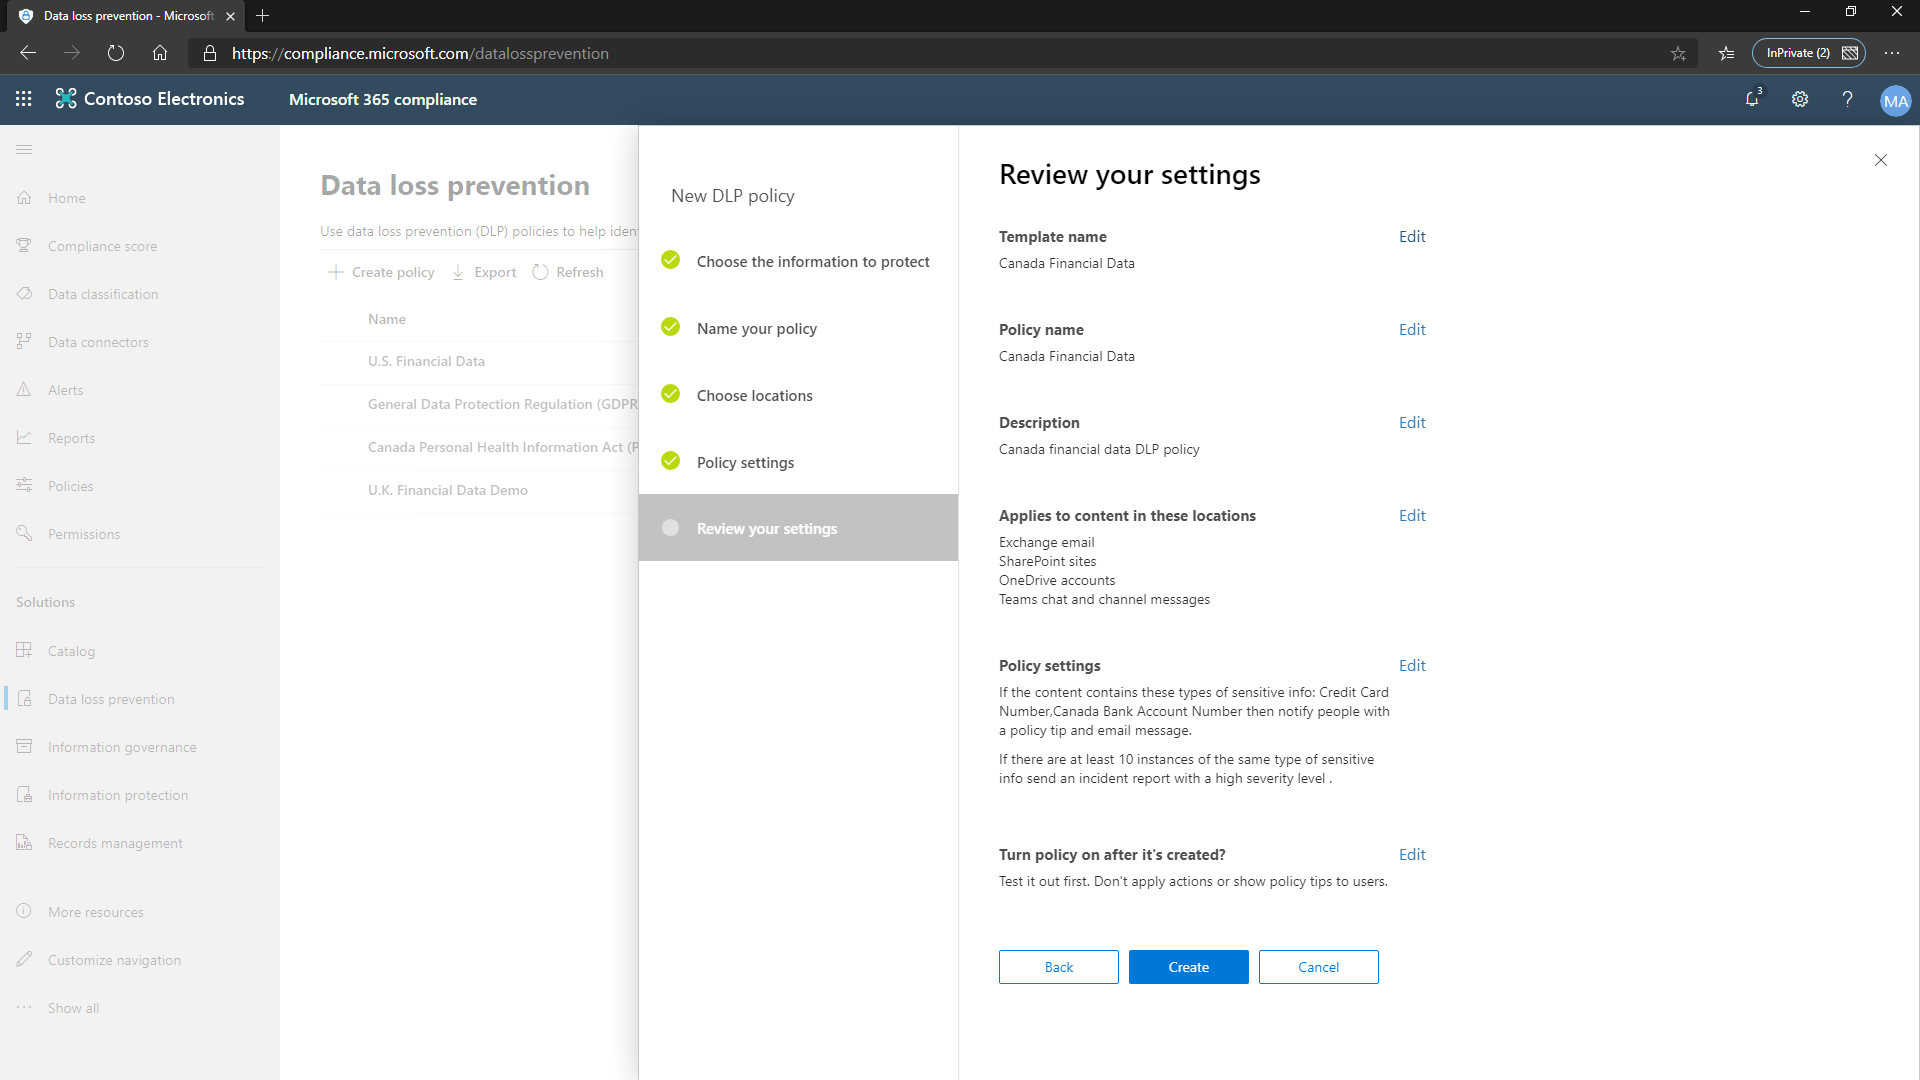 Data loss prevention - Microsoft
https://compliance.microsoft.com/datalossprevention
InPrivate (2)
Contoso Electronics
Microsoft 365 compliance
3
?
MA
Home
Compliance score
Data classification
Data connectors
Alerts
Reports
Policies
Permissions
Solutions
Catalog
Data loss prevention
Information governance
Information protection
Records management
More resources
Customize navigation
Show all
Data loss prevention
Use data loss prevention (DLP) policies to help iden
Create policy
Export
Refresh
Name
U.S. Financial Data
General Data Protection Regulation (GDPR
Canada Personal Health Information Act (P
U.K. Financial Data Demo
New DLP policy
Choose the information to protect
Name your policy
Choose locations
Policy settings
Review your settings
Review your settings
Template name
Edit
Canada Financial Data
Policy name
Edit
Canada Financial Data
Description
Edit
Canada financial data DLP policy
Applies to content in these locations
Edit
Exchange email
SharePoint sites
OneDrive accounts
Teams chat and channel messages
Policy settings
Edit
If the content contains these types of sensitive info: Credit Card
Number,Canada Bank Account Number then notify people with
a policy tip and email message.
If there are at least 10 instances of the same type of sensitive
info send an incident report with a high severity level .
Turn policy on after it's created?
Edit
Test it out first. Don't apply actions or show policy tips to users.
Back
Create
Cancel